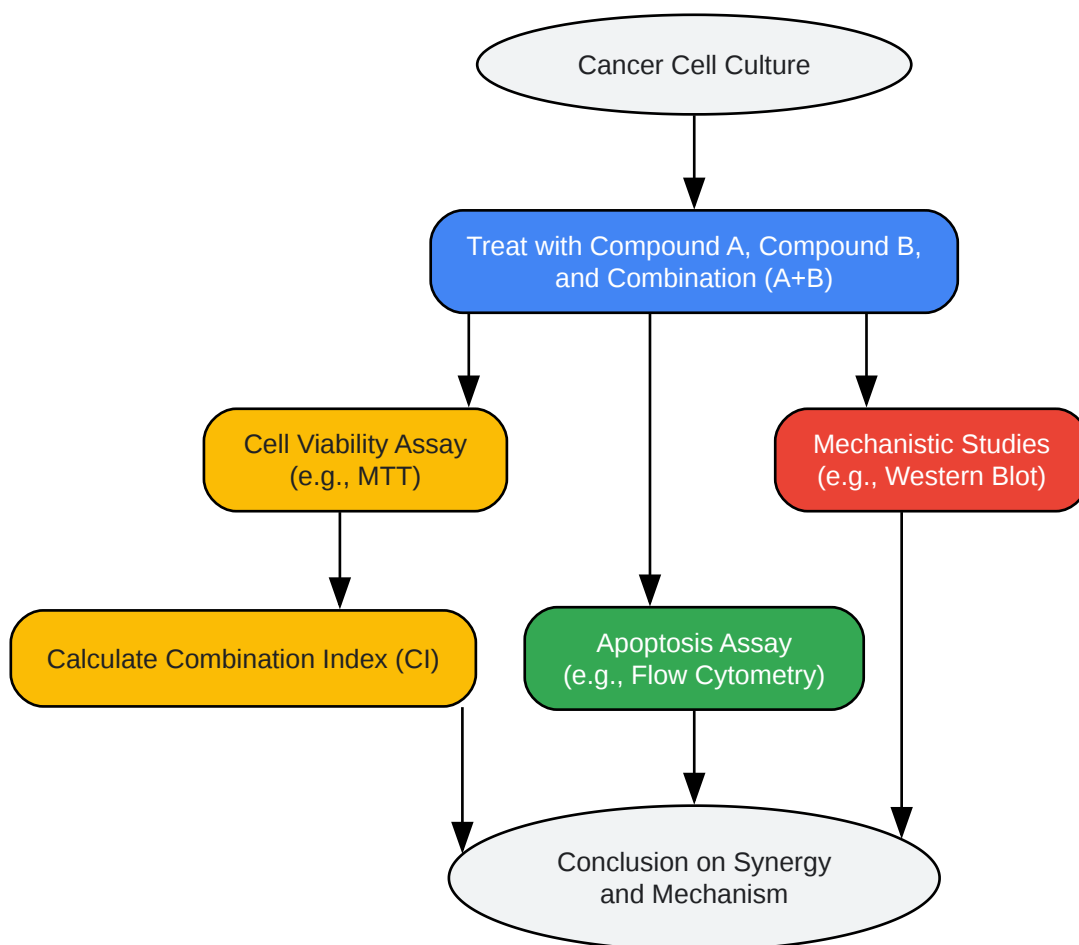 Cancer Cell Culture
Treat with Compound A, Compound B,
and Combination (A+B)
Cell Viability Assay
(e.g., MTT)
Mechanistic Studies
(e.g., Western Blot)
Calculate Combination Index (CI)
Apoptosis Assay
(e.g., Flow Cytometry)
Conclusion on Synergy
and Mechanism